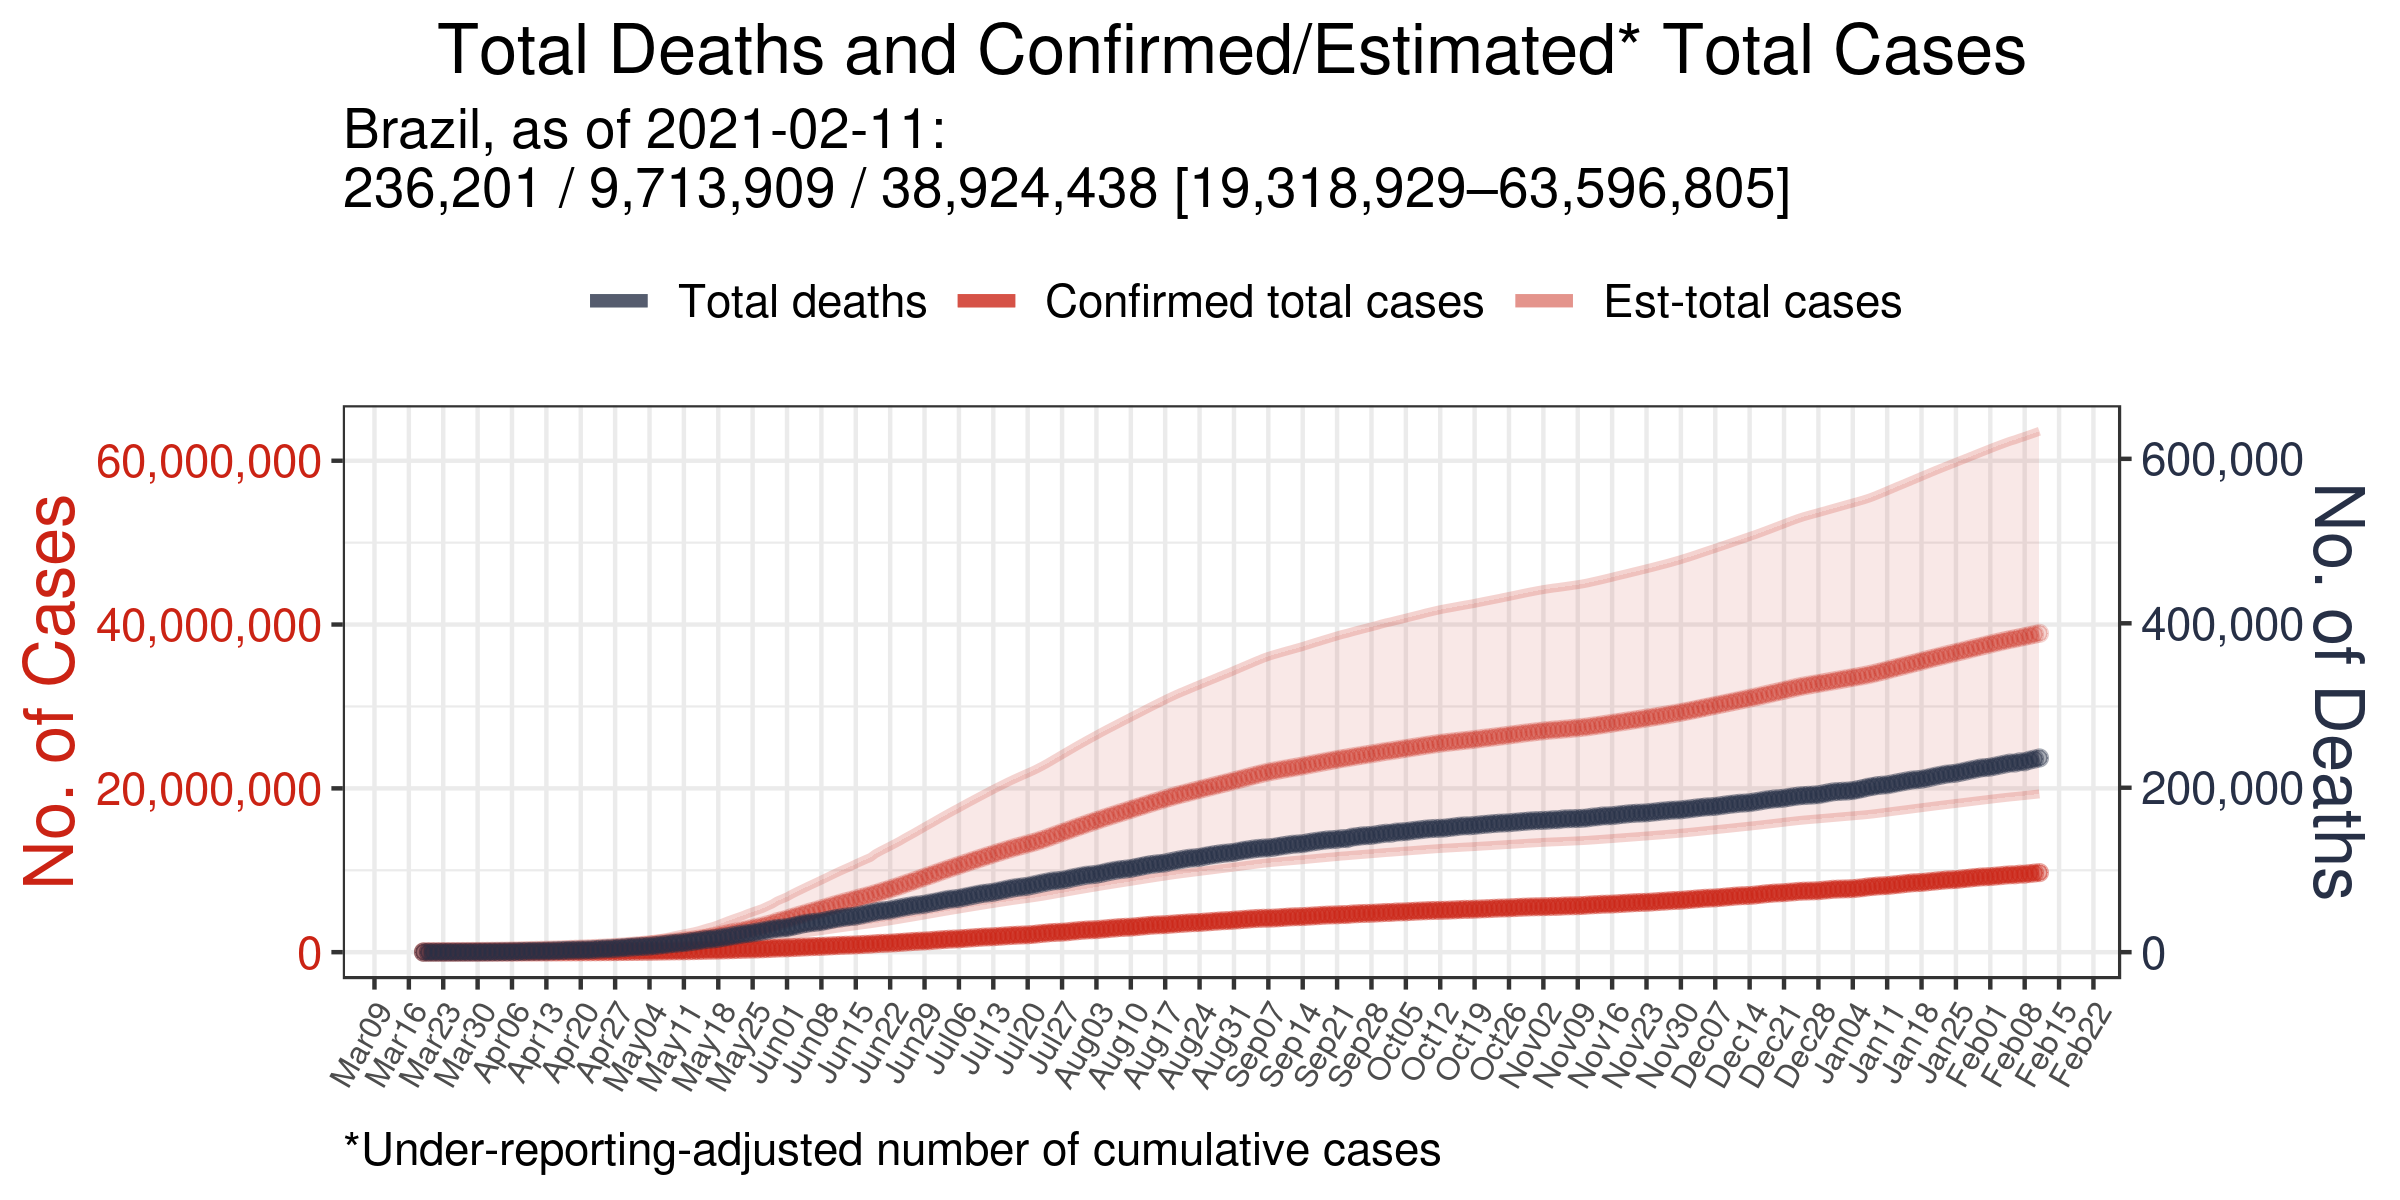 Total Deaths and Confirmed/Estimated* Total Cases
Brazil, as of 2021-02-11:
236,201 / 9,713,909 / 38,924,438 [19,318,929–63,596,805]
Total deaths
Confirmed total cases
Est-total cases
No. of Cases
60,000,000
40,000,000
20,000,000
0
600,000
400,000
200,000
0
No. of Deaths
Mar09
Mar16
Mar23
Mar30
Apr06
Apr13
Apr20
Apr27
May04
May11
May18
May25
Jun01
Jun08
Jun15
Jun22
Jun29
Jul06
Jul13
Jul20
Jul27
Aug03
Aug10
Aug17
Aug24
Aug31
Sep07
Sep14
Sep21
Sep28
Oct05
Oct12
Oct19
Oct26
Nov02
Nov09
Nov16
Nov23
Nov30
Dec07
Dec14
Dec21
Dec28
Jan04
Jan11
Jan18
Jan25
Feb01
Feb08
Feb15
Feb22
*Under-reporting-adjusted number of cumulative cases